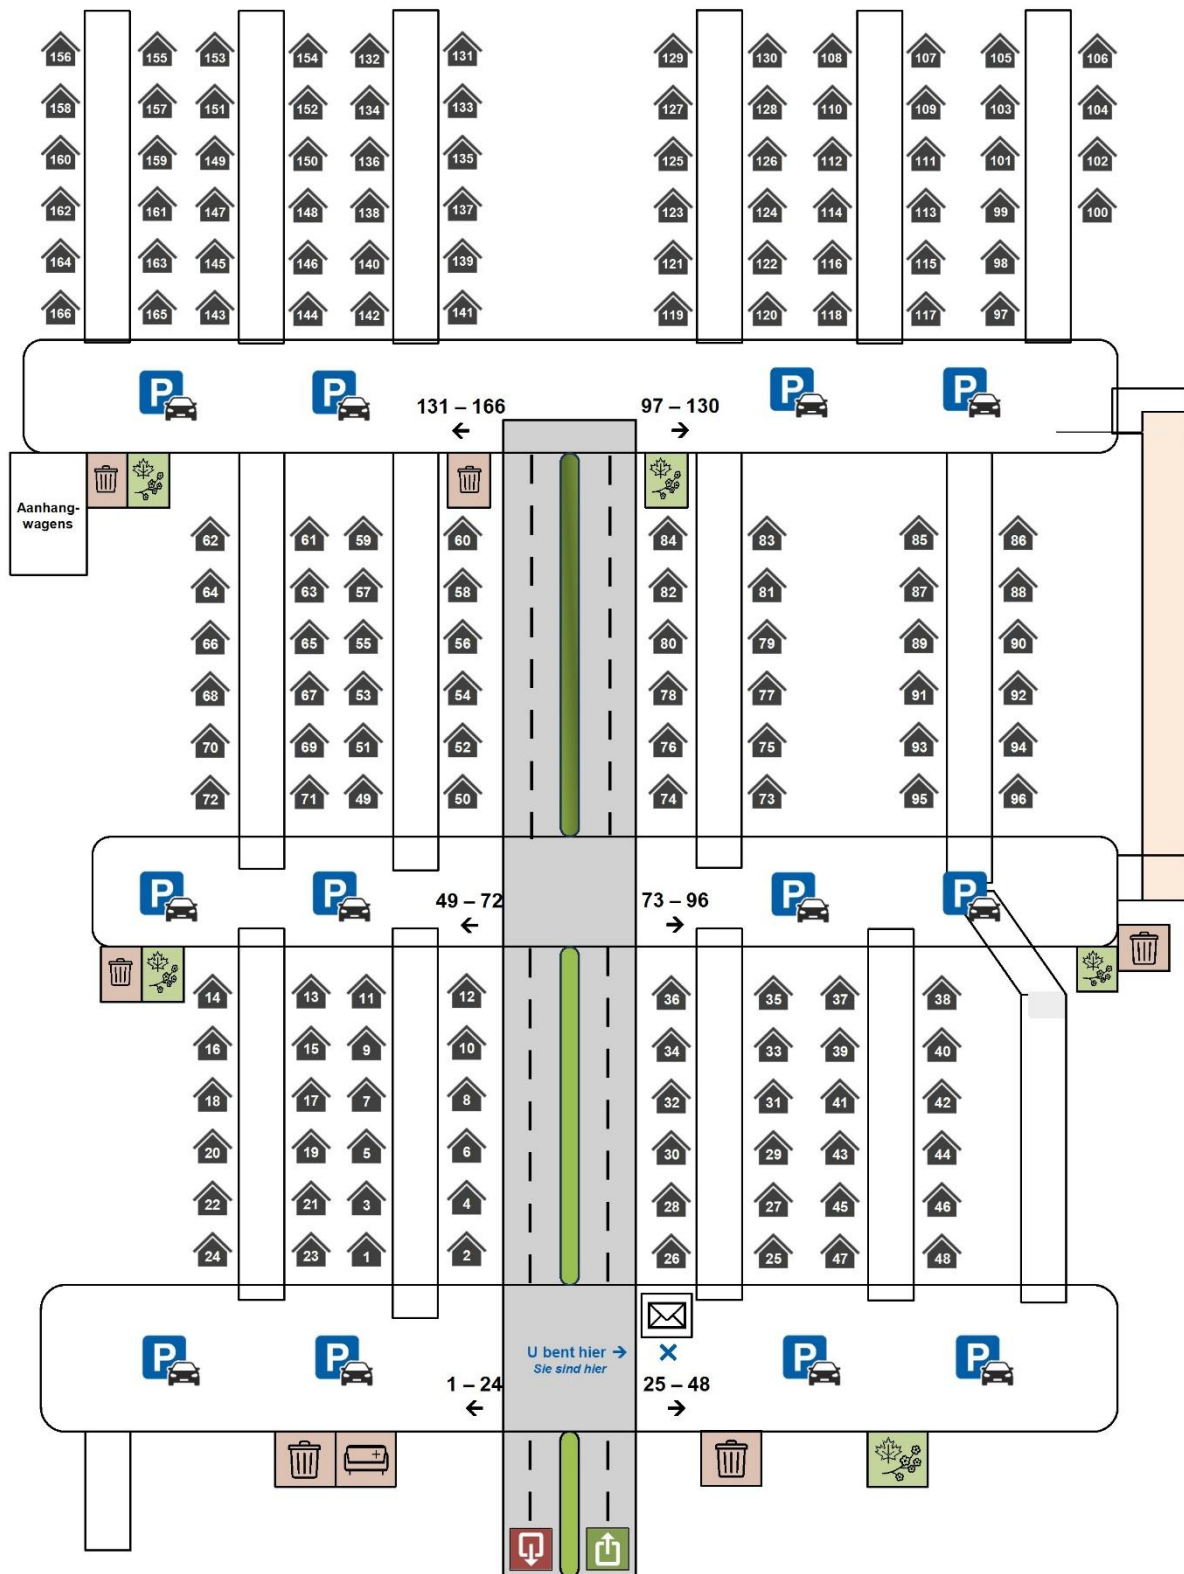 156 155 153 154 132 131 129 130 108 107 105 106
158 157 151 152 134 133 127 128 110 109 103 104
160 159 149 150 136 135 125 126 112 111 101 102
162 161 147 148 138 137 123 124 114 113 99 100
164 163 145 146 140 139 121 122 116 115 98
166 165 143 144 142 141 119 120 118 117 97
P P P P
131 – 166 97 – 130
← →
Aanhang-
wagens
62 61 59 60 84 83 85 86
64 63 57 58 82 81 87 88
66 65 55 56 80 79 89 90
68 67 53 54 78 77 91 92
70 69 51 52 76 75 93 94
72 71 49 50 74 73 95 96
P P P P
49 – 72 73 – 96
← →
14 13 11 12 36 35 37 38
16 15 9 10 34 33 39 40
18 17 7 8 32 31 41 42
20 19 5 6 30 29 43 44
22 21 3 4 28 27 45 46
24 23 1 2 26 25 47 48
U bent hier →
Sie sind hier
P P P P
1 – 24 25 – 48
← →